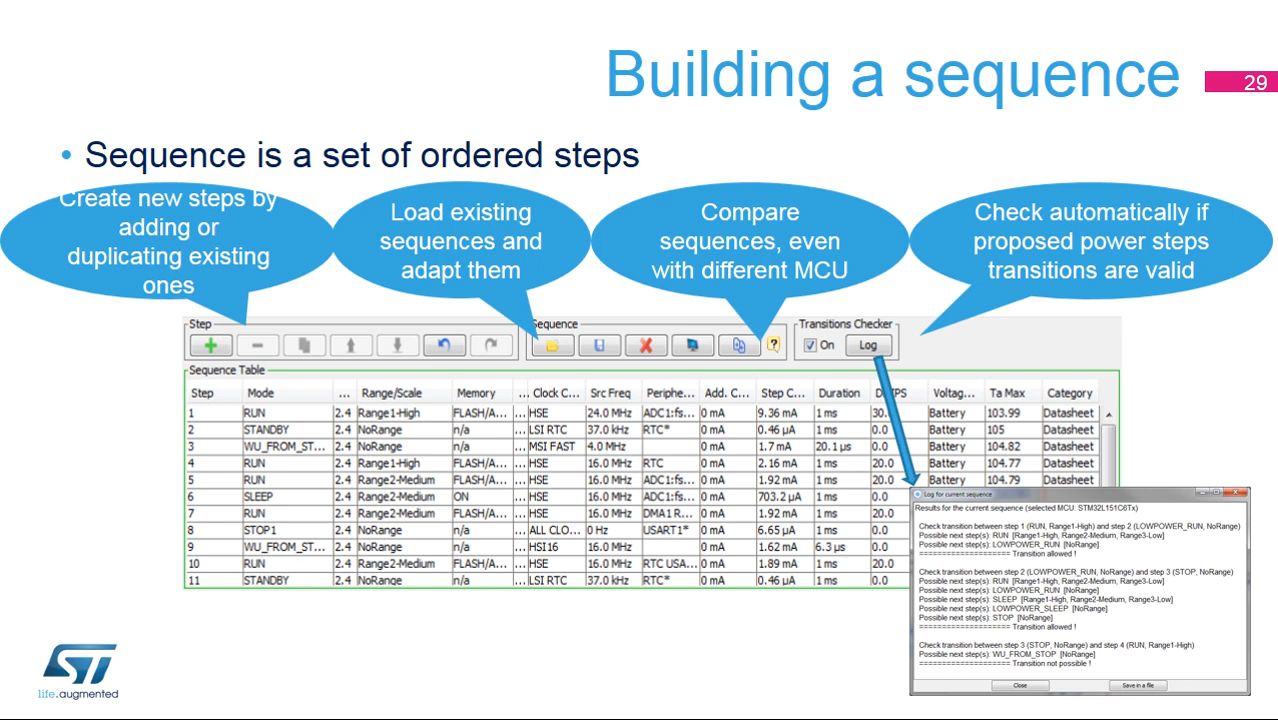 Building a sequence
29
• Sequence is a set of ordered steps
Create new steps by
adding or
duplicating existing
ones
Load existing
sequences and
adapt them
Compare
sequences, even
with different MCU
Check automatically if
proposed power steps
transitions are valid
Step
Sequence
Transitions Checker
On
Log
Sequence Table
Step Mode ... Range/Scale Memory ... Clock C... Src Freq Periphe... Add. C... Step C... Duration Voltag... Ta Max Category
1 RUN 2.4 Range1-High FLASH/A... ... HSE 24.0 MHz ADC1:fs... 0 mA 9.36 mA 1 ms 30. Battery 103.99 Datasheet
2 STANDBY 2.4 NoRange n/a ... LSI RTC 37.0 kHz RTC* 0 mA 0.46 µA 1 ms 0.0 Battery 105 Datasheet
3 WU_FROM_ST... 2.4 NoRange n/a ... MSI FAST 4.0 MHz 0 mA 1.7 mA 20.1 µs 0.0 Battery 104.82 Datasheet
4 RUN 2.4 Range1-High FLASH/A... ... HSE 16.0 MHz RTC 0 mA 2.16 mA 1 ms 20.0 Battery 104.77 Datasheet
5 RUN 2.4 Range2-Medium FLASH/A... ... HSE 16.0 MHz ADC1:fs... 0 mA 1.92 mA 1 ms 20.0 Battery 104.79 Datasheet
6 SLEEP 2.4 Range2-Medium ON ... HSE 16.0 MHz ADC1:fs... 0 mA 703.2 µA 1 ms 0.0
7 RUN 2.4 Range2-Medium FLASH/A... ... HSE 16.0 MHz DMA1 R... 0 mA 1.92 mA 1 ms 20.0
8 STOP1 2.4 NoRange n/a ... ALL CLO... 0 Hz USART1* 0 mA 6.65 µA 1 ms 0.0
9 WU_FROM_ST... 2.4 NoRange n/a ... HSI16 16.0 MHz 0 mA 1.62 mA 6.3 µs 0.0
10 RUN 2.4 Range2-Medium FLASH/A... ... HSE 16.0 MHz RTC USA... 0 mA 1.89 mA 1 ms 20.0
11 STANDBY 2.4 NoRange n/a ... LSI RTC 37.0 kHz RTC* 0 mA 0.46 µA 1 ms 0.0
Log for current sequence
Results for the current sequence (selected MCU: STM32L151C6Tx)
Check transition between step 1 (RUN, Range1-High) and step 2 (LOWPOWER_RUN, NoRange)
Possible next step(s): RUN [Range1-High, Range2-Medium, Range3-Low]
Possible next step(s): LOWPOWER_RUN [NoRange]
==================== Transition allowed !
Check transition between step 2 (LOWPOWER_RUN, NoRange) and step 3 (STOP, NoRange)
Possible next step(s): RUN [Range1-High, Range2-Medium, Range3-Low]
Possible next step(s): LOWPOWER_RUN [NoRange]
Possible next step(s): SLEEP [Range1-High, Range2-Medium, Range3-Low]
Possible next step(s): LOWPOWER_SLEEP [NoRange]
Possible next step(s): STOP [NoRange]
==================== Transition allowed !
Check transition between step 3 (STOP, NoRange) and step 4 (RUN, Range1-High)
Possible next step(s): WU_FROM_STOP [NoRange]
==================== Transition not possible !
Close
Save in a file
ST
life.augmented